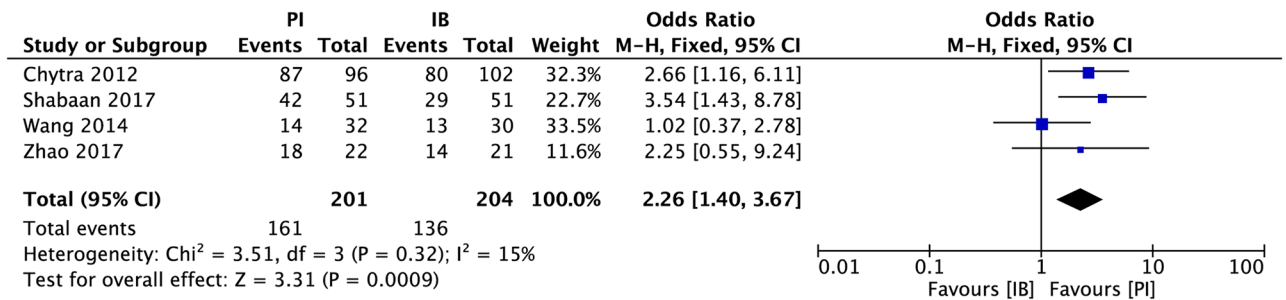 PI IB Odds Ratio Odds Ratio
Study or Subgroup Events Total Events Total Weight M-H, Fixed, 95% CI M-H, Fixed, 95% CI
Chytra 2012 87 96 80 102 32.3% 2.66 [1.16, 6.11]
Shabaan 2017 42 51 29 51 22.7% 3.54 [1.43, 8.78]
Wang 2014 14 32 13 30 33.5% 1.02 [0.37, 2.78]
Zhao 2017 18 22 14 21 11.6% 2.25 [0.55, 9.24]
Total (95% CI) 201 204 100.0% 2.26 [1.40, 3.67]
Total events 161 136
Heterogeneity: Chi² = 3.51, df = 3 (P = 0.32); I² = 15%
Test for overall effect: Z = 3.31 (P = 0.0009)
0.01 0.1 1 10 100
Favours [IB] Favours [PI]